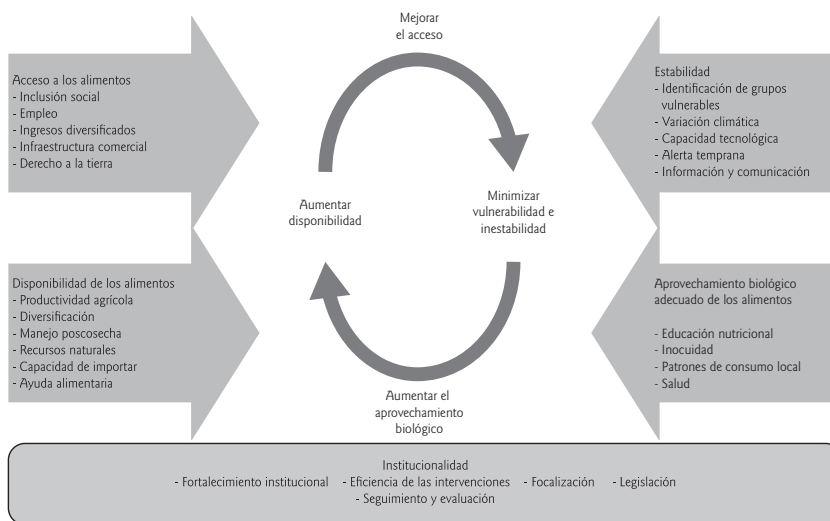 Mejorar
el acceso
Acceso a los alimentos
- Inclusión social
- Empleo
- Ingresos diversificados
- Infraestructura comercial
- Derecho a la tierra
Estabilidad
- Identificación de grupos
vulnerables
- Variación climática
- Capacidad tecnológica
- Alerta temprana
- Información y comunicación
Aumentar
disponibilidad
Minimizar
vulnerabilidad e
inestabilidad
Disponibilidad de los alimentos
- Productividad agrícola
- Diversificación
- Manejo poscosecha
- Recursos naturales
- Capacidad de importar
- Ayuda alimentaria
Aprovechamiento biológico
adecuado de los alimentos
- Educación nutricional
- Inocuidad
- Patrones de consumo local
- Salud
Aumentar el
aprovechamiento
biológico
Institucionalidad
- Fortalecimiento institucional - Eficiencia de las intervenciones - Focalización - Legislación
- Seguimiento y evaluación